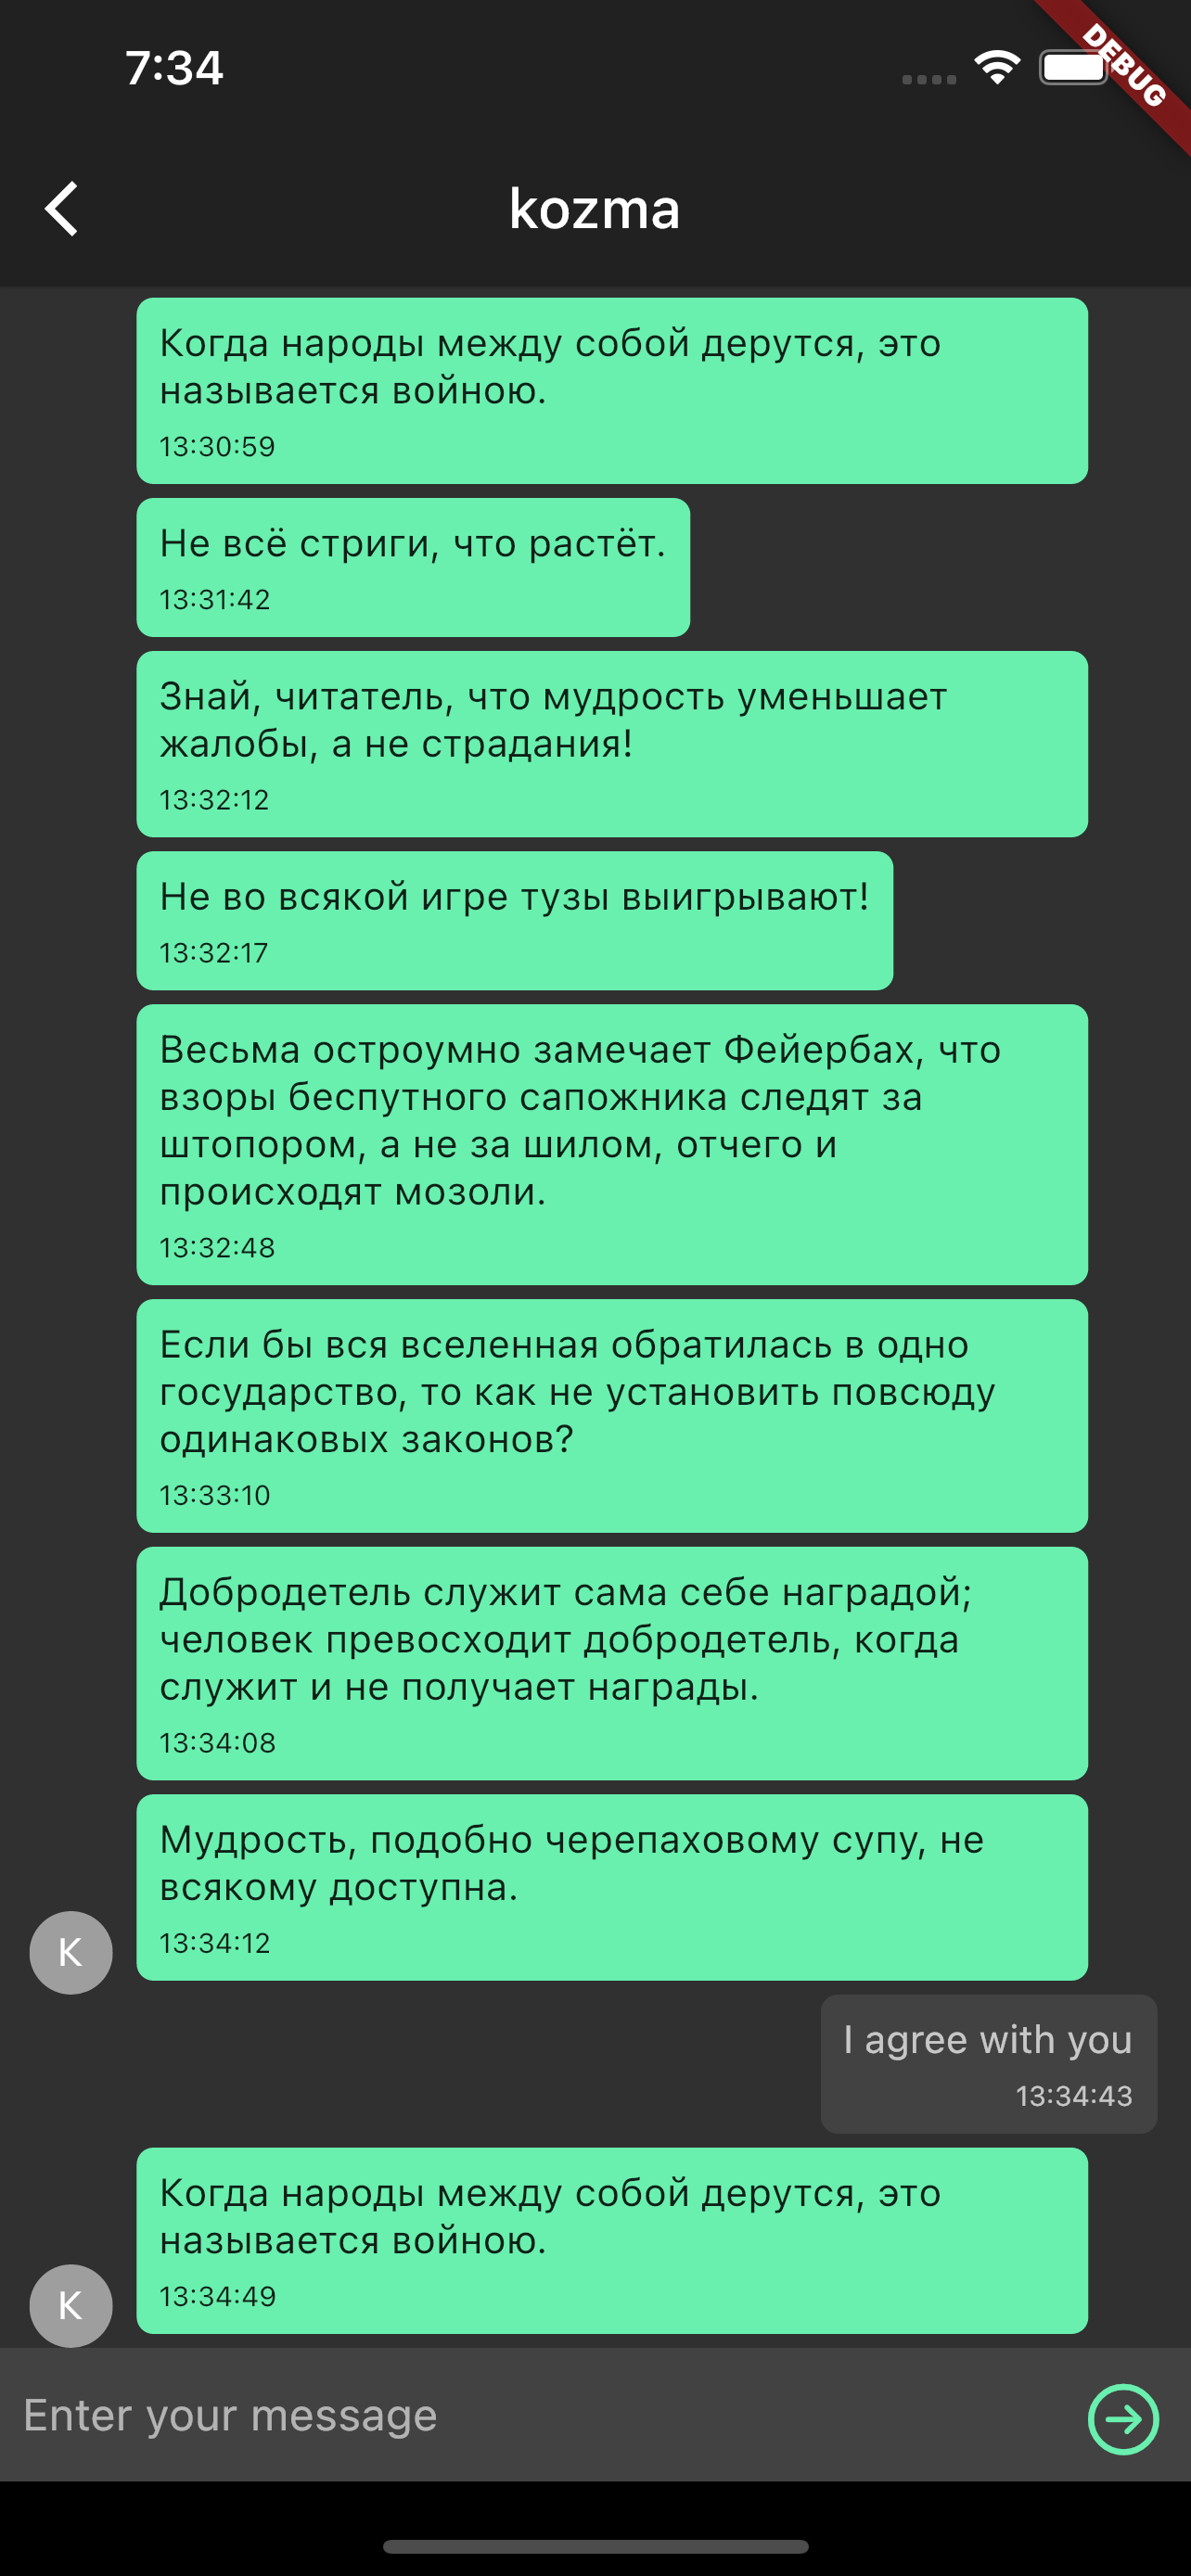 7:34
DEBUG
kozma
Когда народы между собой дерутся, это
называется войною.
13:30:59
Не всё стриги, что растёт.
13:31:42
Знай, читатель, что мудрость уменьшает
жалобы, а не страдания!
13:32:12
Не во всякой игре тузы выигрывают!
13:32:17
Весьма остроумно замечает Фейербах, что
взоры беспутного сапожника следят за
штопором, а не за шилом, отчего и
происходят мозоли.
13:32:48
Если бы вся вселенная обратилась в одно
государство, то как не установить повсюду
одинаковых законов?
13:33:10
Добродетель служит сама себе наградой;
человек превосходит добродетель, когда
служит и не получает награды.
13:34:08
Мудрость, подобно черепаховому супу, не
всякому доступна.
13:34:12
K
I agree with you
13:34:43
Когда народы между собой дерутся, это
называется войною.
13:34:49
K
Enter your message